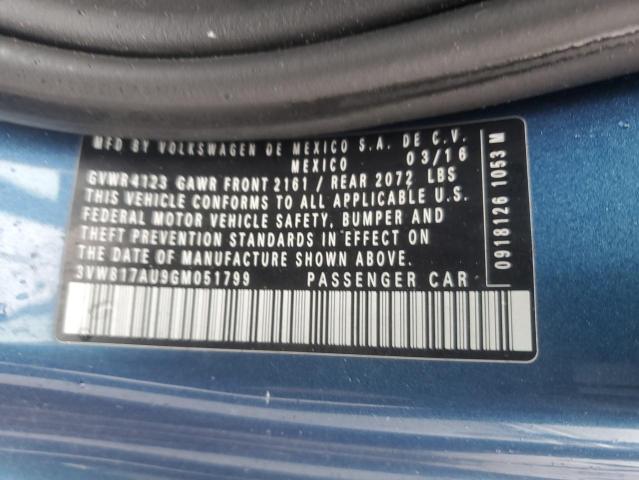 MFD BY VOLKSWAGEN DE MEXICO S.A. DE C.V.
MEXICO 03/16
GVWR4123 GAWR FRONT 2161 / REAR 2072 LBS
THIS VEHICLE CONFORMS TO ALL APPLICABLE U.S.
FEDERAL MOTOR VEHICLE SAFETY, BUMPER AND
THEFT PREVENTION STANDARDS IN EFFECT ON
THE DATE OF MANUFACTURE SHOWN ABOVE.
3VW817AU9GM051799 PASSENGER CAR
0918126 1053 M